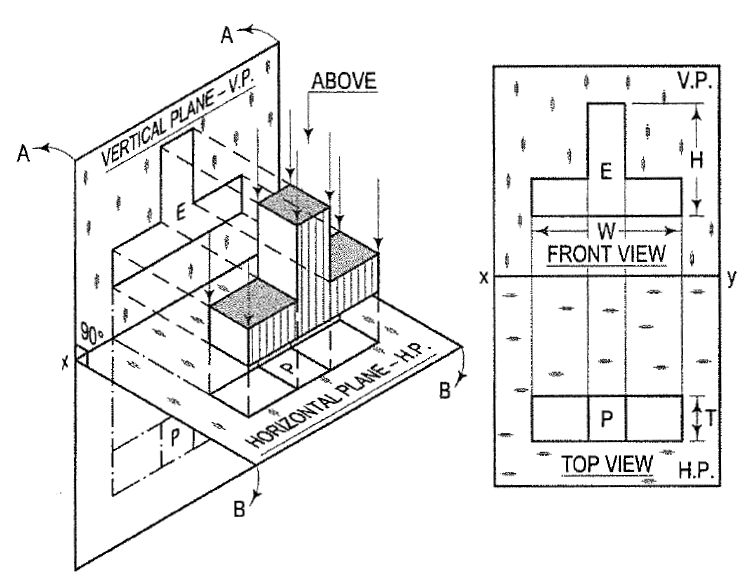 A
A
VERTICAL PLANE – V.P.
ABOVE
E
90°
x
P
HORIZONTAL PLANE – H.P.
B
P
B
V.P.
H
E
W
FRONT VIEW
x
y
P
T
TOP VIEW
H.P.